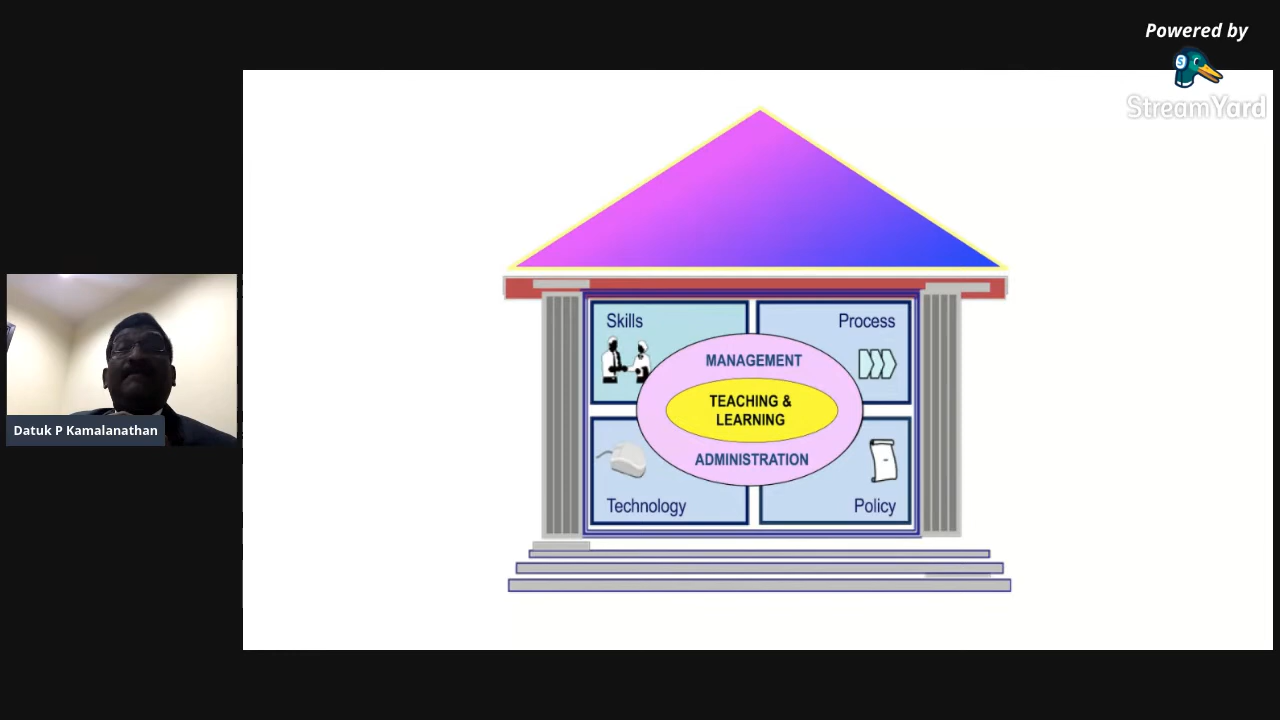 Powered by
StreamYard
Skills
Process
MANAGEMENT
TEACHING &
LEARNING
ADMINISTRATION
Technology
Policy
Datuk P Kamalanathan